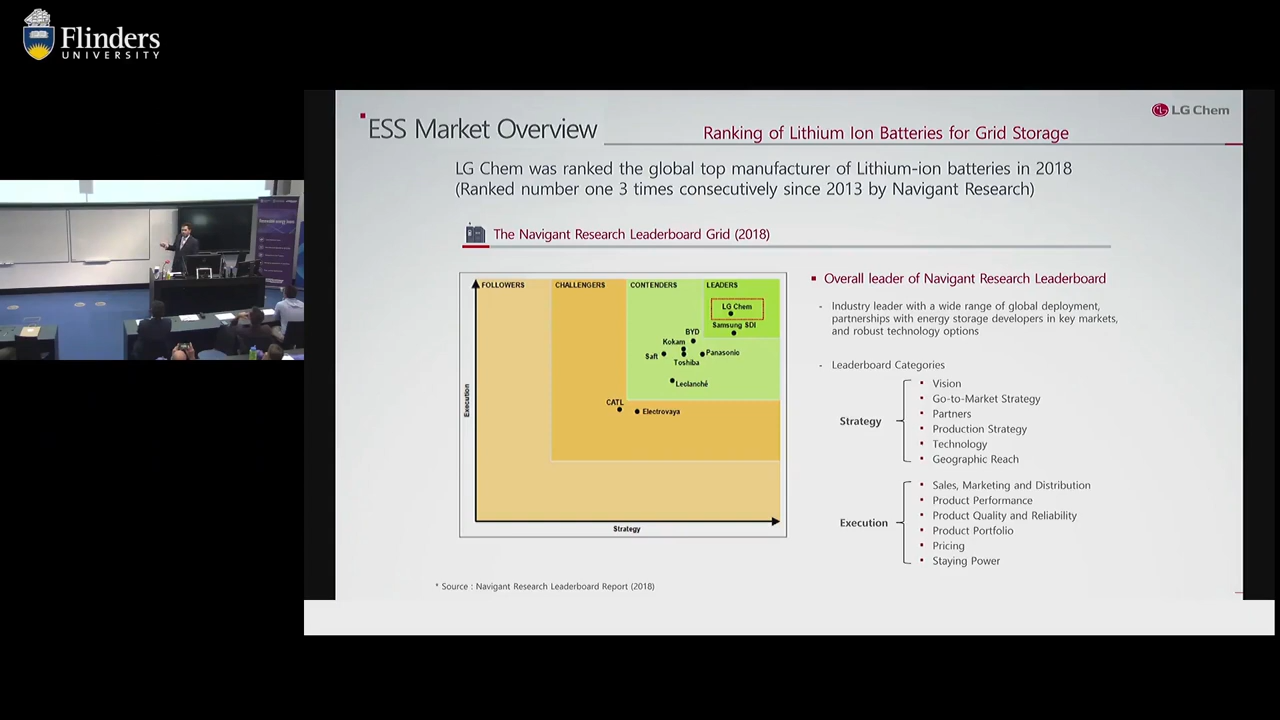 Flinders
UNIVERSITY
LG Chem
ESS Market Overview
Ranking of Lithium Ion Batteries for Grid Storage
LG Chem was ranked the global top manufacturer of Lithium-ion batteries in 2018
(Ranked number one 3 times consecutively since 2013 by Navigant Research)
The Navigant Research Leaderboard Grid (2018)
FOLLOWERS
CHALLENGERS
CONTENDERS
LEADERS
LG Chem
Samsung SDI
BYD
Kokam
Saft
Panasonic
Toshiba
Leclanché
CATL
Electrovaya
Execution
Strategy
Overall leader of Navigant Research Leaderboard
- Industry leader with a wide range of global deployment,
partnerships with energy storage developers in key markets,
and robust technology options
- Leaderboard Categories
Strategy
Vision
Go-to-Market Strategy
Partners
Production Strategy
Technology
Geographic Reach
Execution
Sales, Marketing and Distribution
Product Performance
Product Quality and Reliability
Product Portfolio
Pricing
Staying Power
* Source : Navigant Research Leaderboard Report (2018)